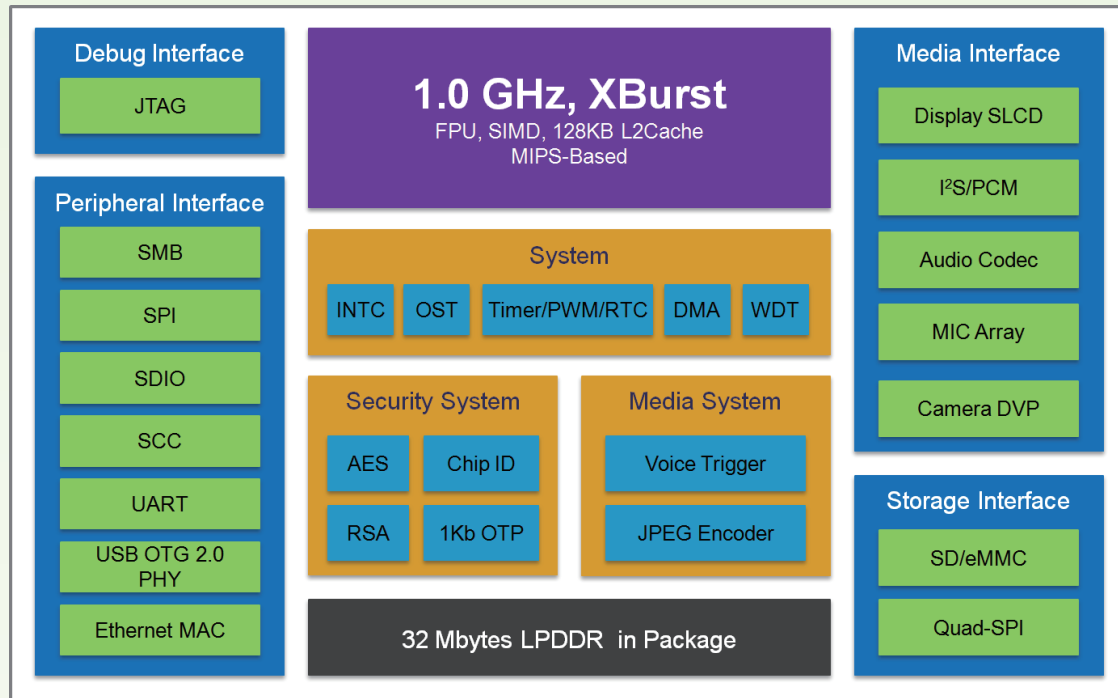 Debug Interface
JTAG
Peripheral Interface
SMB
SPI
SDIO
SCC
UART
USB OTG 2.0
PHY
Ethernet MAC
1.0 GHz, XBurst
FPU, SIMD, 128KB L2Cache
MIPS-Based
System
INTC
OST
Timer/PWM/RTC
DMA
WDT
Security System
AES
Chip ID
RSA
1Kb OTP
Media System
Voice Trigger
JPEG Encoder
32 Mbytes LPDDR in Package
Media Interface
Display SLCD
I²S/PCM
Audio Codec
MIC Array
Camera DVP
Storage Interface
SD/eMMC
Quad-SPI